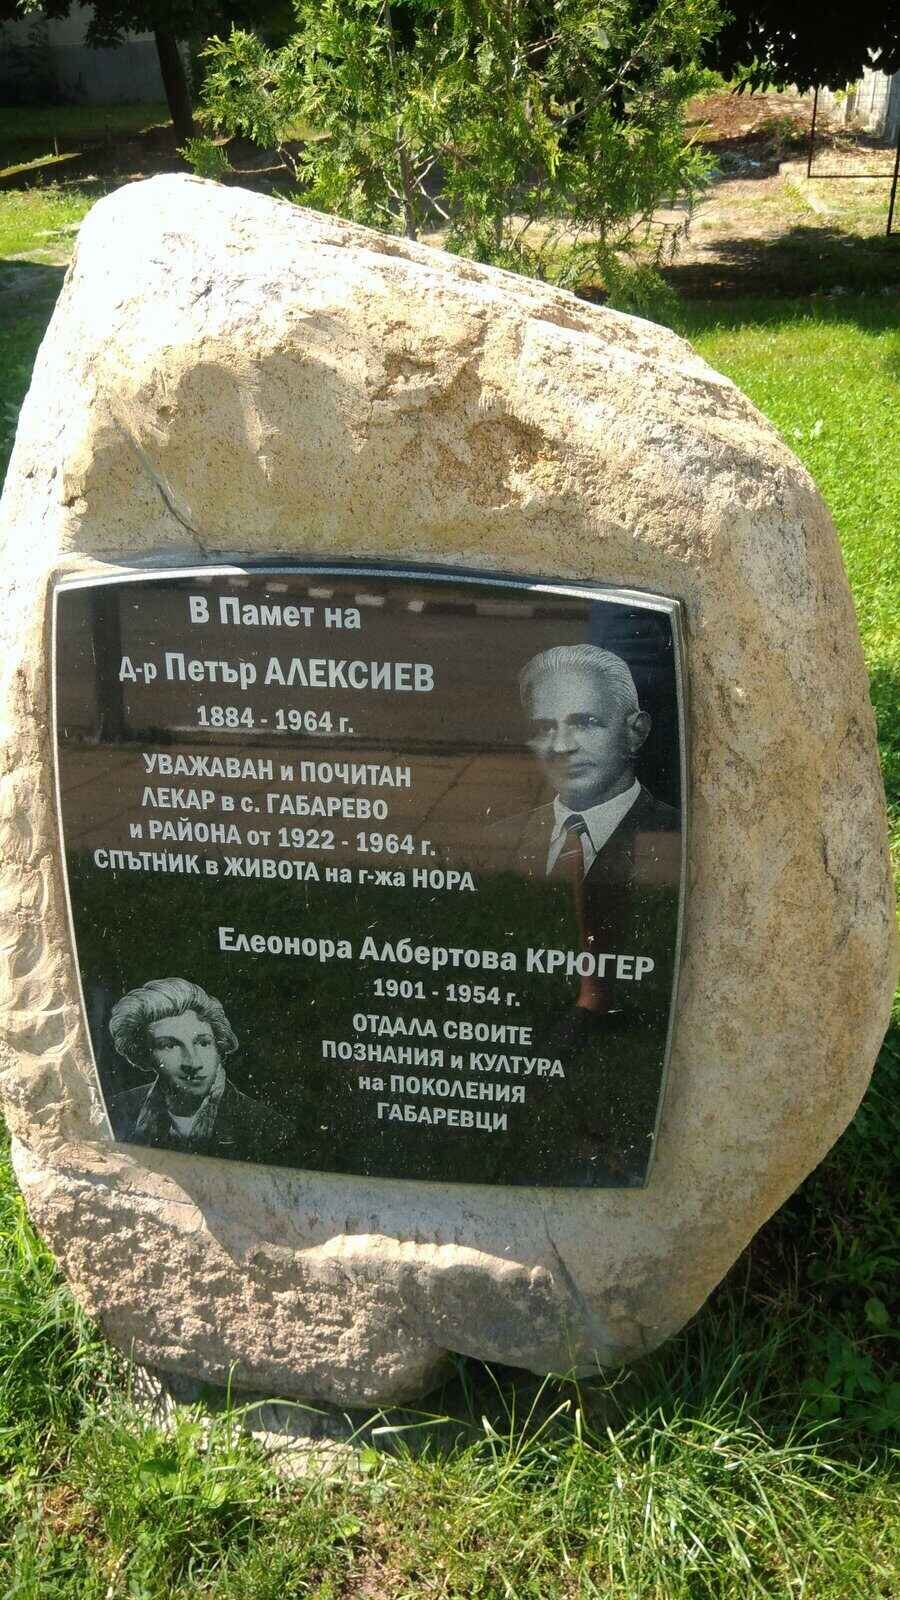 В Памет на
Д-р Петър АЛЕКСИЕВ
1884 - 1964 г.
УВАЖАВАН и ПОЧИТАН
ЛЕКАР в с. ГАБАРЕВО
и РАЙОНА от 1922 - 1964 г.
СПЪТНИК в ЖИВОТА на г-жа НОРА
Елеонора Албертова КРЮГЕР
1901 - 1954 г.
ОТДАЛА СВОИТЕ
ПОЗНАНИЯ и КУЛТУРА
на ПОКОЛЕНИЯ
ГАБАРЕВЦИ